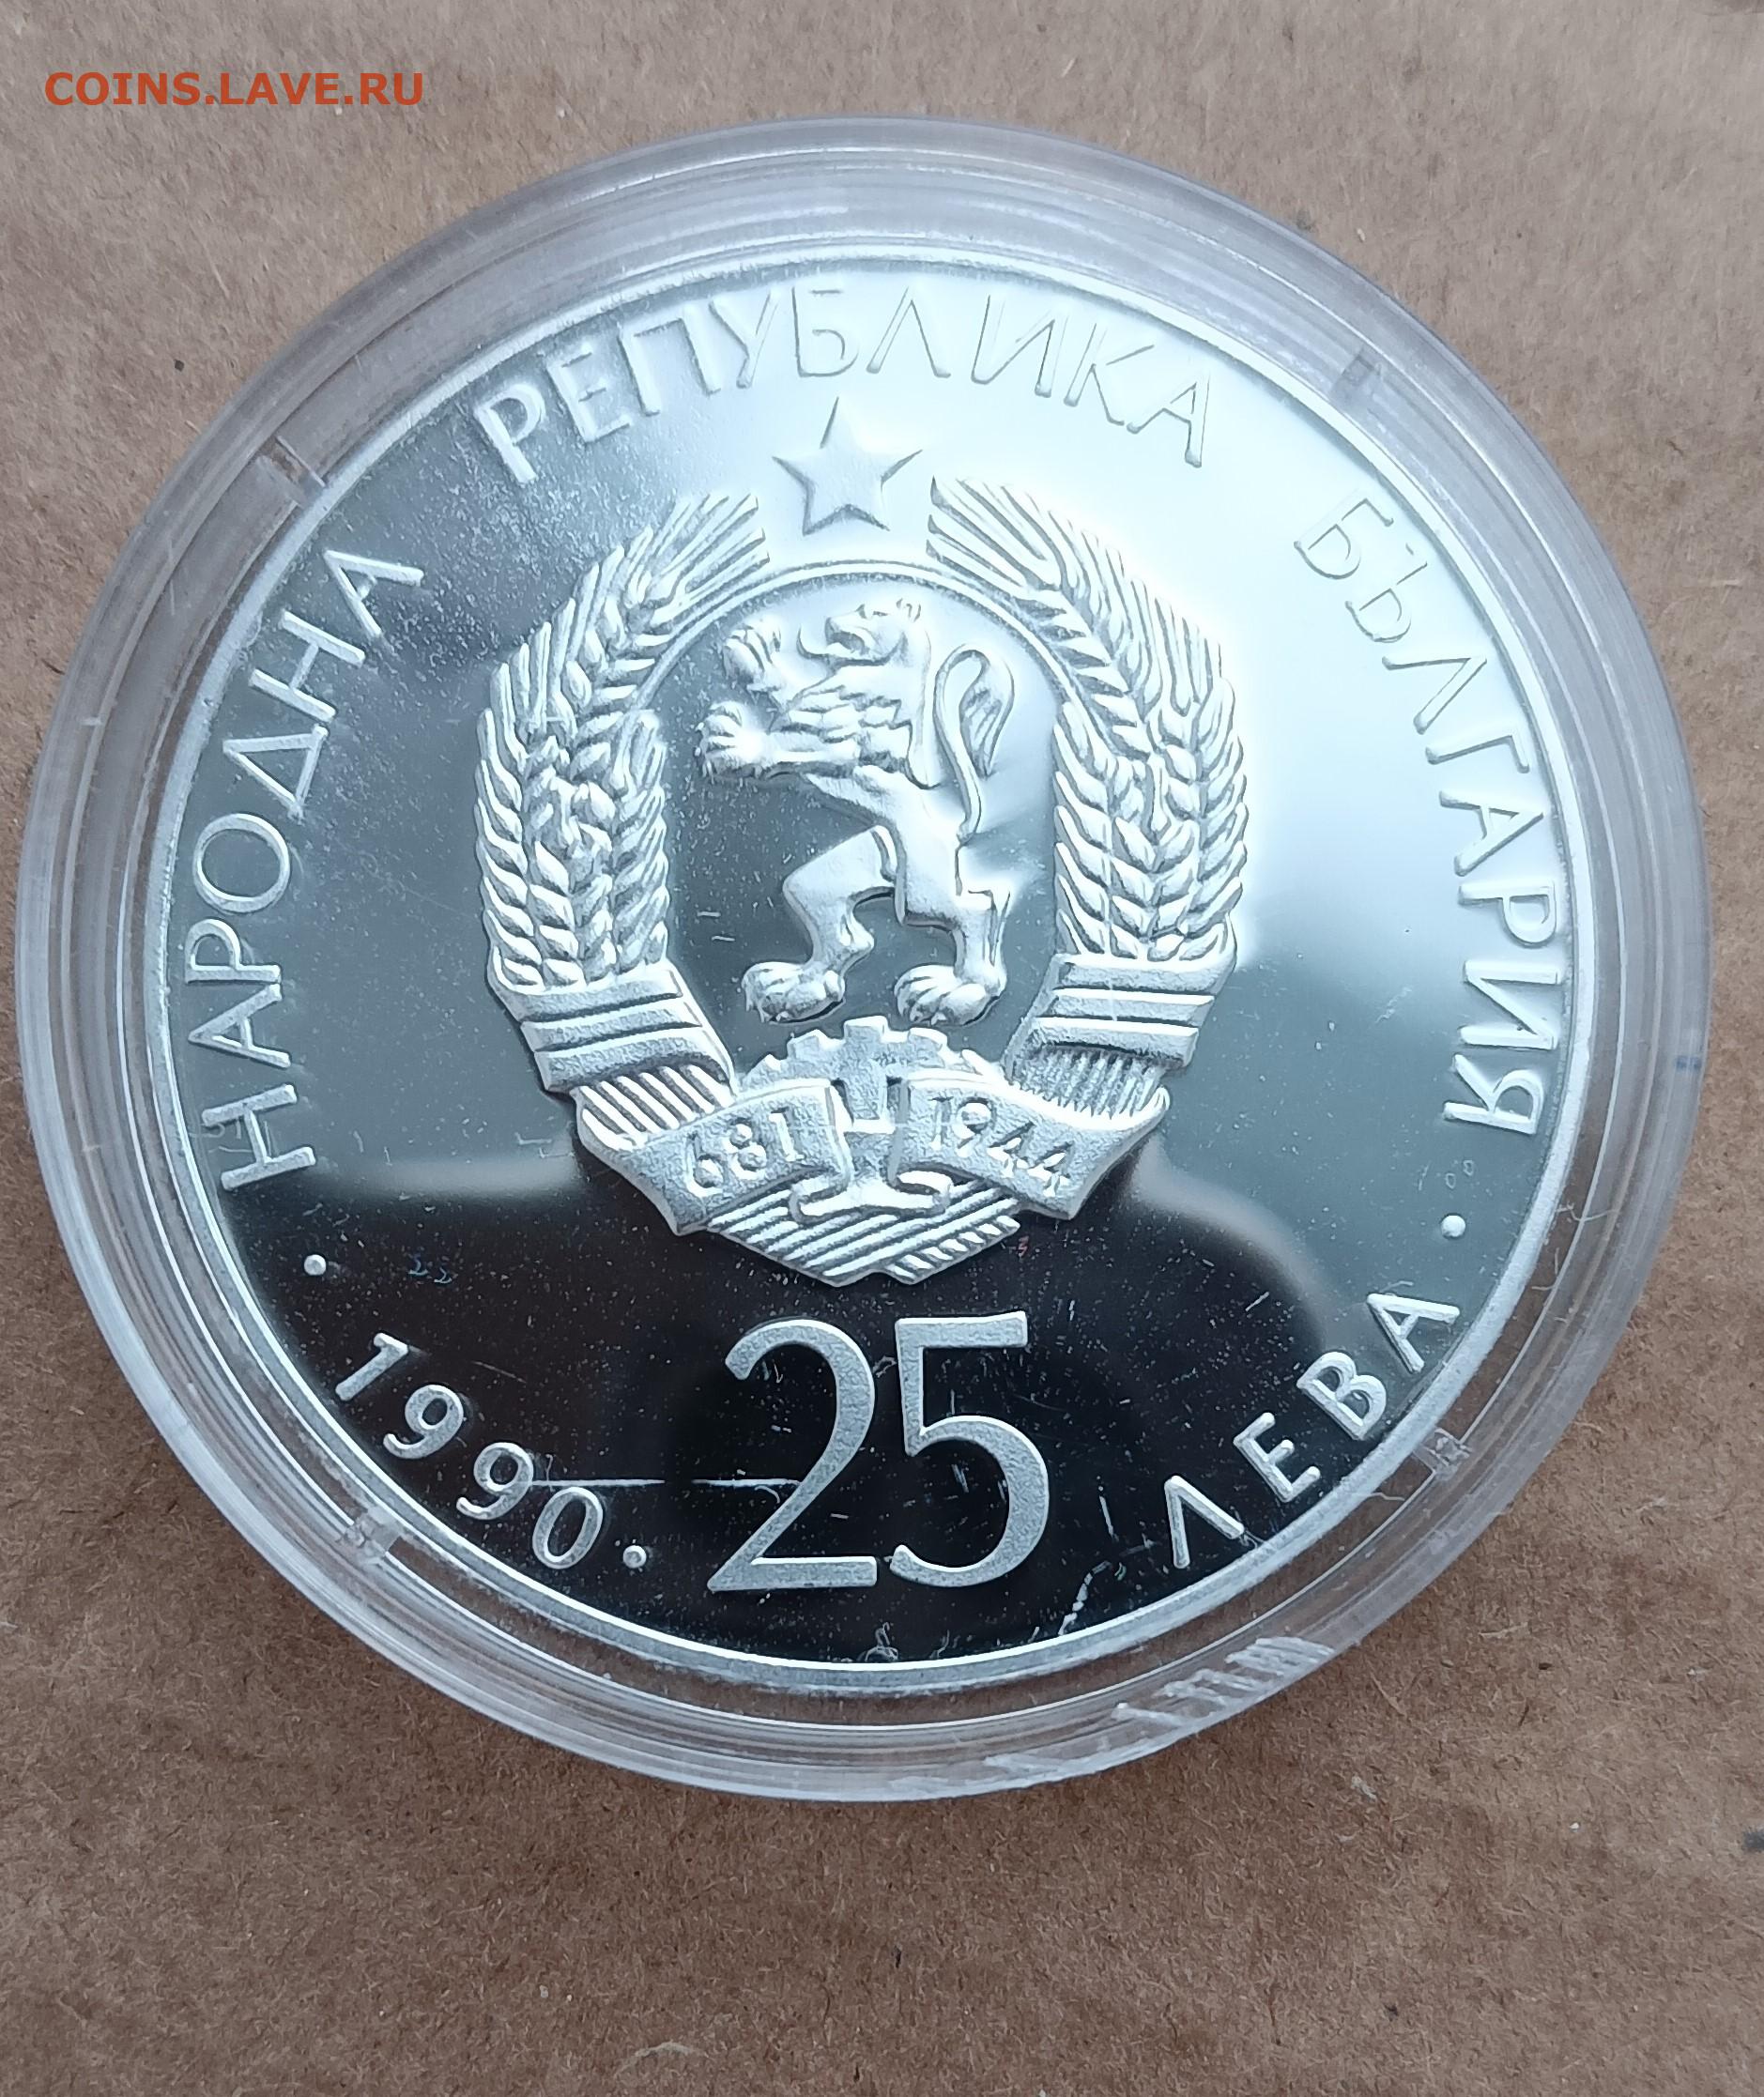 COINS.LAVE.RU
НАРОДНА РЕПУБЛИКА БЪЛГАРИЯ
681 1944
· 1990 · 25 ЛЕВА ·